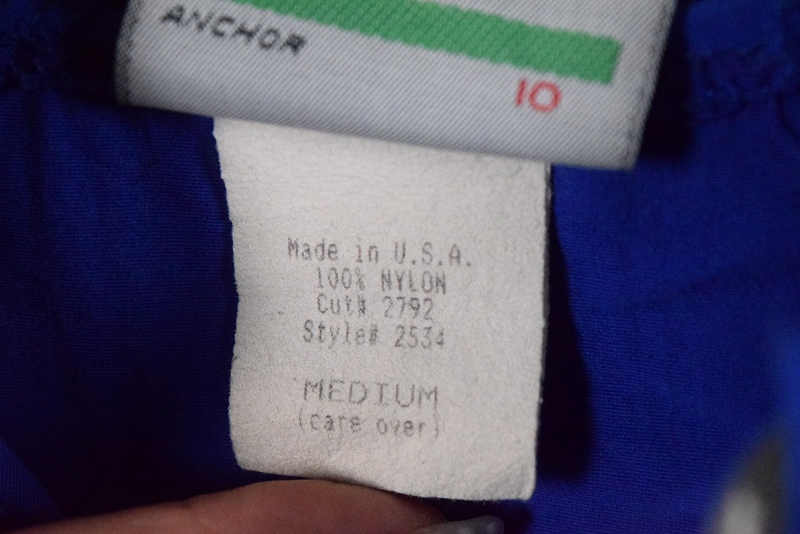 ANCHOR
10
Made in U.S.A.
100% NYLON
Cut# 2792
Style# 2534
MEDIUM
(care over)